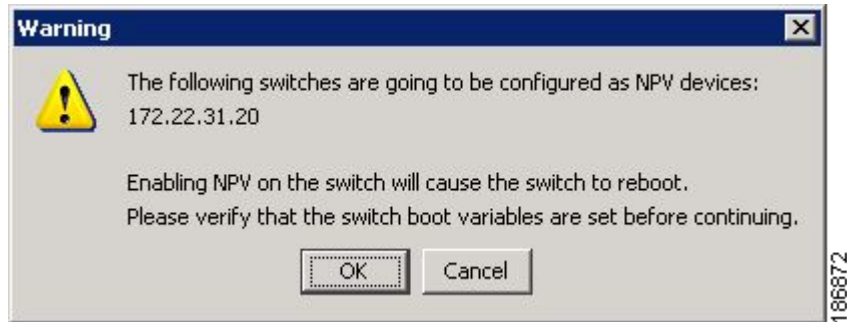 Warning
The following switches are going to be configured as NPV devices:
172.22.31.20
Enabling NPV on the switch will cause the switch to reboot.
Please verify that the switch boot variables are set before continuing.
OK
Cancel
186872